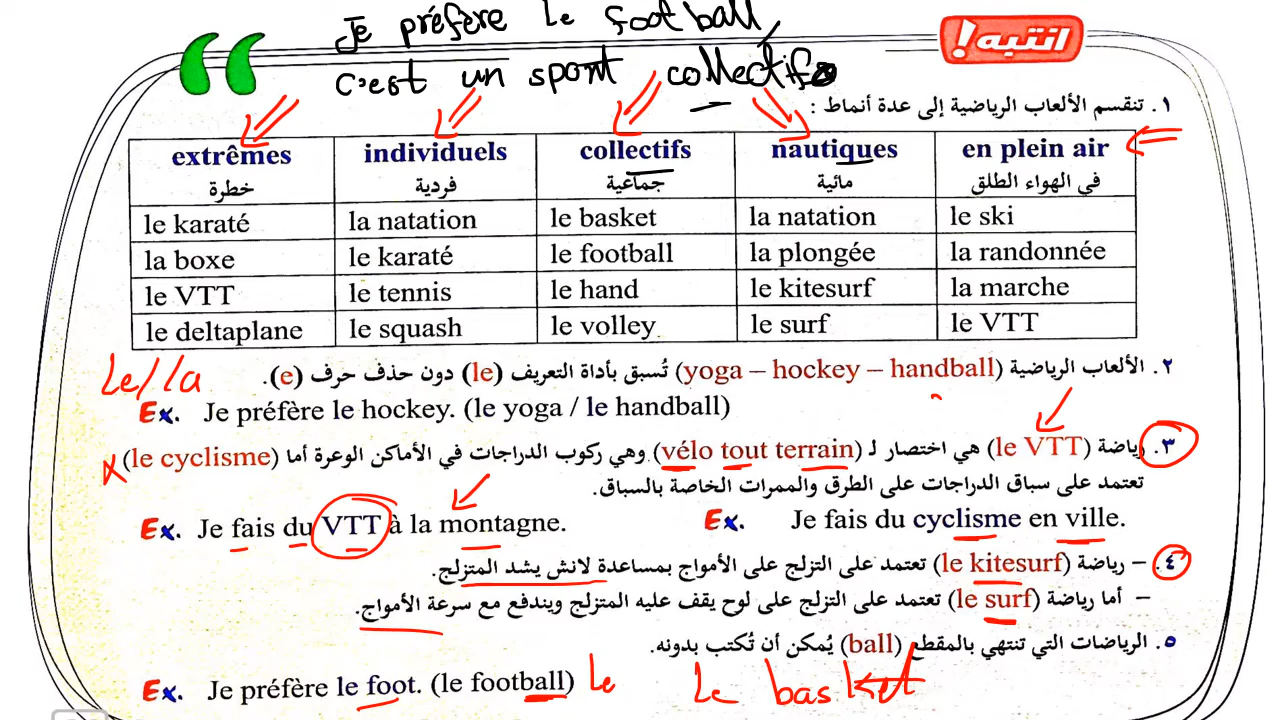 Je préfère le football,
c'est un sport collectif
انتبه!
١. تنقسم الألعاب الرياضية إلى عدة أنماط :
extrêmes individuels collectifs nautiques en plein air
خطرة فردية جماعية مائية في الهواء الطلق
le karaté la natation le basket la natation le ski
la boxe le karaté le football la plongée la randonnée
le VTT le tennis le hand le kitesurf la marche
le deltaplane le squash le volley le surf le VTT
le/la
٢. الألعاب الرياضية (yoga – hockey – handball) تُسبق بأداة التعريف (le) دون حذف حرف (e).
Ex. Je préfère le hockey. (le yoga / le handball)
٣. رياضة (le VTT) هي اختصار لـ (vélo tout terrain) وهي ركوب الدراجات في الأماكن الوعرة أما (le cyclisme)
تعتمد على سباق الدراجات على الطرق والممرات الخاصة بالسباق.
Ex. Je fais du VTT à la montagne. Ex. Je fais du cyclisme en ville.
٤. – رياضة (le kitesurf) تعتمد على التزلج على الأمواج بمساعدة لانش يشد المتزلج.
– أما رياضة (le surf) تعتمد على التزلج على لوح يقف عليه المتزلج ويندفع مع سرعة الأمواج.
٥. الرياضات التي تنتهي بالمقطع (ball) يُمكن أن تُكتب بدونه.
Ex. Je préfère le foot. (le football) le le basket